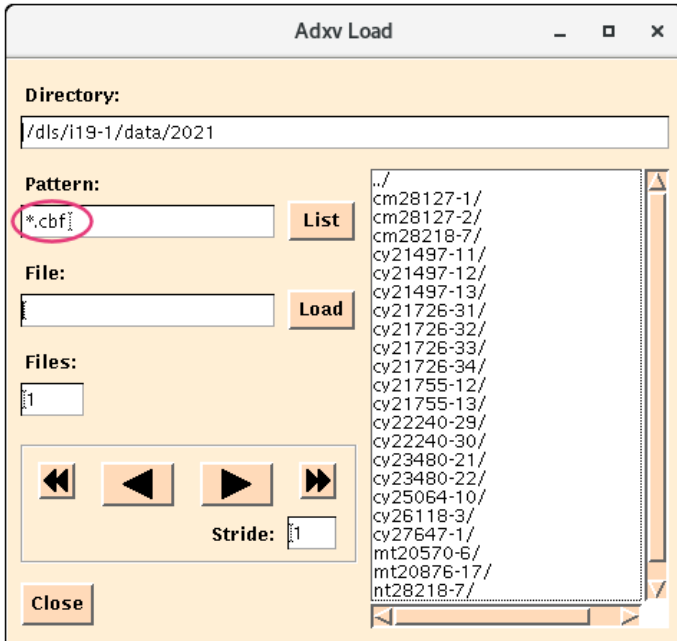 Adxv Load
Directory:
/dls/i19-1/data/2021
Pattern:
*.cbf
List
File:
Load
Files:
1
Stride:
1
Close
../
cm28127-1/
cm28127-2/
cm28218-7/
cy21497-11/
cy21497-12/
cy21497-13/
cy21726-31/
cy21726-32/
cy21726-33/
cy21726-34/
cy21755-12/
cy21755-13/
cy22240-29/
cy22240-30/
cy23480-21/
cy23480-22/
cy25064-10/
cy26118-3/
cy27647-1/
mt20570-6/
mt20876-17/
nt28218-7/